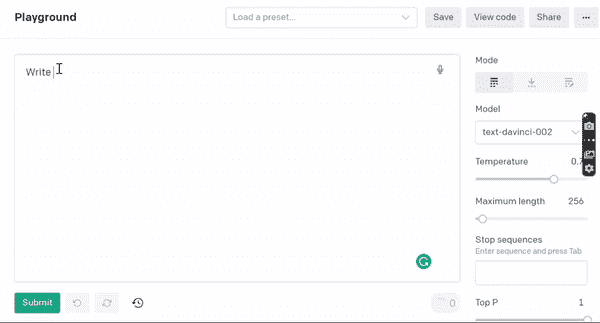 Playground
Load a preset...
Save
View code
Share
Write
Mode
Model
text-davinci-002
Temperature
0.7
Maximum length
256
Stop sequences
Enter sequence and press Tab
Top P
1
Submit
0